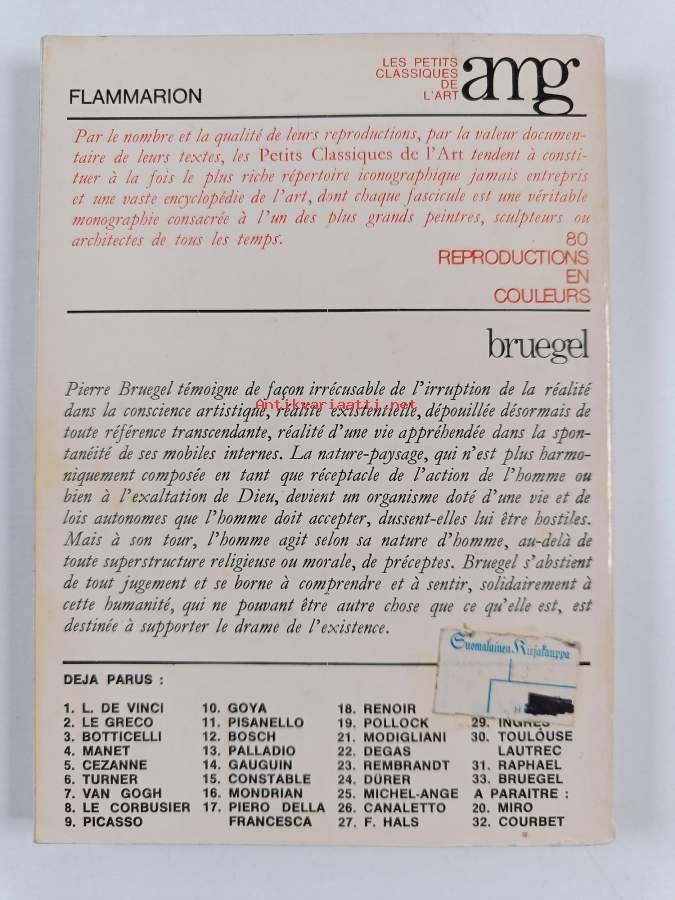 FLAMMARION
LES PETITS
CLASSIQUES
DE
L'ART
amg
Par le nombre et la qualité de leurs reproductions, par la valeur documen-
taire de leurs textes, les Petits Classiques de l'Art tendent à consti-
tuer à la fois le plus riche répertoire iconographique jamais entrepris
et une vaste encyclopédie de l'art, dont chaque fascicule est une véritable
monographie consacrée à l'un des plus grands peintres, sculpteurs ou
architectes de tous les temps.
80
REPRODUCTIONS
EN
COULEURS
bruegel
Pierre Bruegel témoigne de façon irrécusable de l'irruption de la réalité
dans la conscience artistique, réalité existentielle, dépouillée désormais de
Antikvariaatti.net
toute référence transcendante, réalité d'une vie appréhendée dans la spon-
tanéité de ses mobiles internes. La nature-paysage, qui n'est plus harmo-
niquement composée en tant que réceptacle de l'action de l'homme ou
bien à l'exaltation de Dieu, devient un organisme doté d'une vie et de
lois autonomes que l'homme doit accepter, dussent-elles lui être hostiles.
Mais à son tour, l'homme agit selon sa nature d'homme, au-delà de
toute superstructure religieuse ou morale, de préceptes. Bruegel s'abstient
de tout jugement et se borne à comprendre et à sentir, solidairement à
cette humanité, qui ne pouvant être autre chose que ce qu'elle est, est
destinée à supporter le drame de l'existence.
Suomalainen Kirjakauppa
DEJA PARUS :
1. L. DE VINCI
2. LE GRECO
3. BOTTICELLI
4. MANET
5. CEZANNE
6. TURNER
7. VAN GOGH
8. LE CORBUSIER
9. PICASSO
10. GOYA
11. PISANELLO
12. BOSCH
13. PALLADIO
14. GAUGUIN
15. CONSTABLE
16. MONDRIAN
17. PIERO DELLA
FRANCESCA
18. RENOIR
19. POLLOCK
21. MODIGLIANI
22. DEGAS
23. REMBRANDT
24. DÜRER
25. MICHEL-ANGE
26. CANALETTO
27. F. HALS
29. INGRES
30. TOULOUSE
LAUTREC
31. RAPHAEL
33. BRUEGEL
A PARAITRE :
20. MIRO
32. COURBET